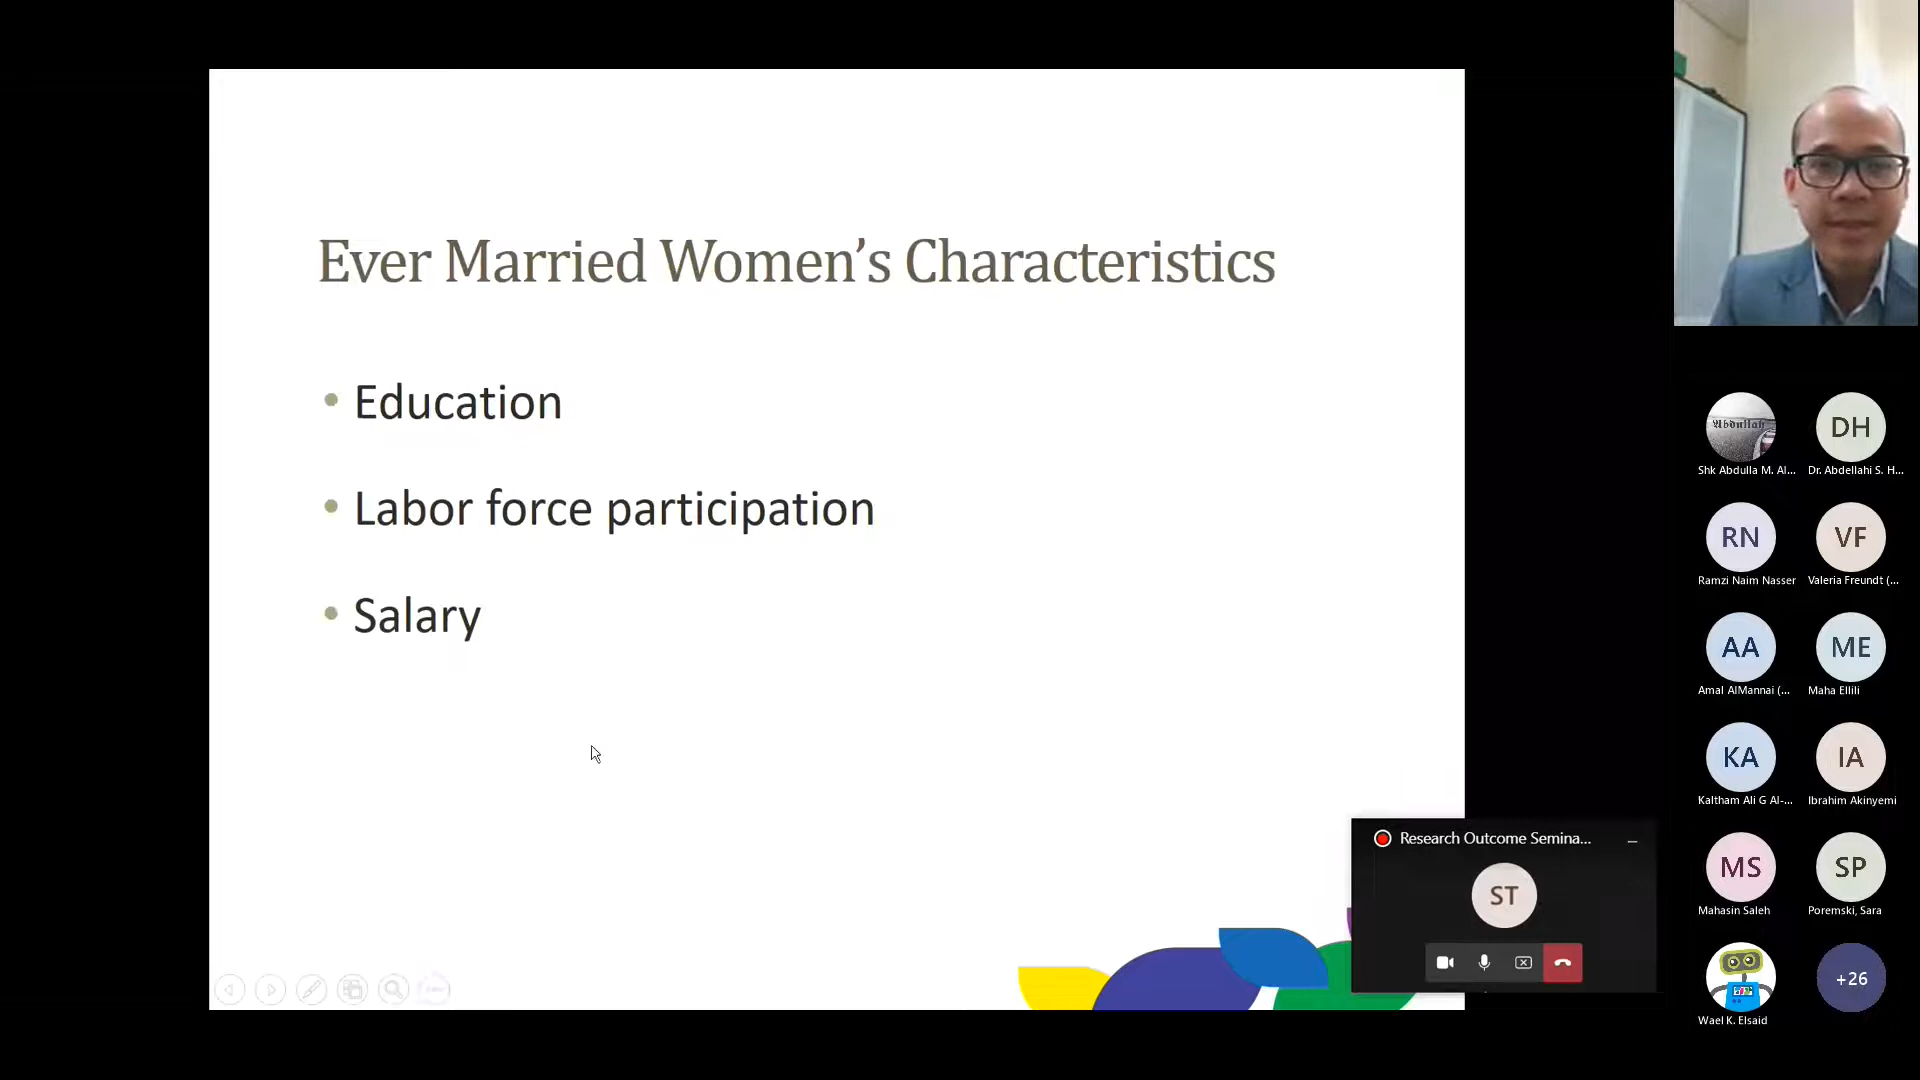 Ever Married Women's Characteristics
• Education
• Labor force participation
• Salary
Research Outcome Semina...
ST
Abdullah
Shk Abdulla M. Al...
DH
Dr. Abdellahi S. H...
RN
Ramzi Naim Nasser
VF
Valeria Freundt (...
AA
Amal AlMannai (...
ME
Maha Ellili
KA
Kaltham Ali G Al-...
IA
Ibrahim Akinyemi
MS
Mahasin Saleh
SP
Poremski, Sara
Wael K. Elsaid
+26